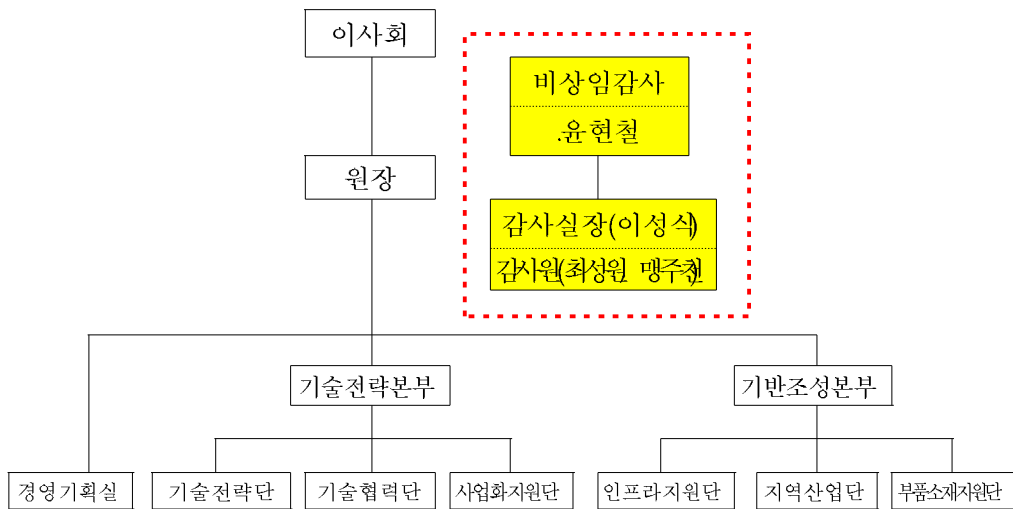 이사회
비상임감사
.윤현철
원장
감사실장(이성식)
감사원(최성원, 맹주천)
기술전략본부
기반조성본부
경영기획실
기술전략단
기술협력단
사업화지원단
인프라지원단
지역산업단
부품소재지원단